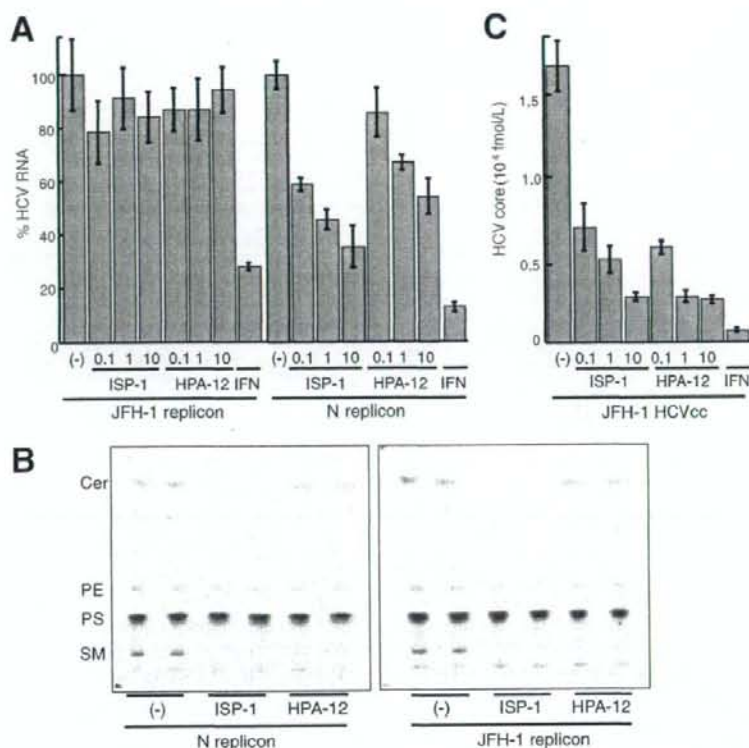 A
% HCV RNA
100
80
60
40
20
0
(-) 0.1 1 10 0.1 1 10 (-) 0.1 1 10 0.1 1 10
ISP-1 HPA-12 IFN ISP-1 HPA-12 IFN
JFH-1 replicon N replicon
C
HCV core (10⁴ fmol/L)
1.5
1.0
0.5
0
(-) 0.1 1 10 0.1 1 10
ISP-1 HPA-12 IFN
JFH-1 HCVcc
B
Cer
PE
PS
SM
(-) ISP-1 HPA-12 (-) ISP-1 HPA-12
N replicon JFH-1 replicon